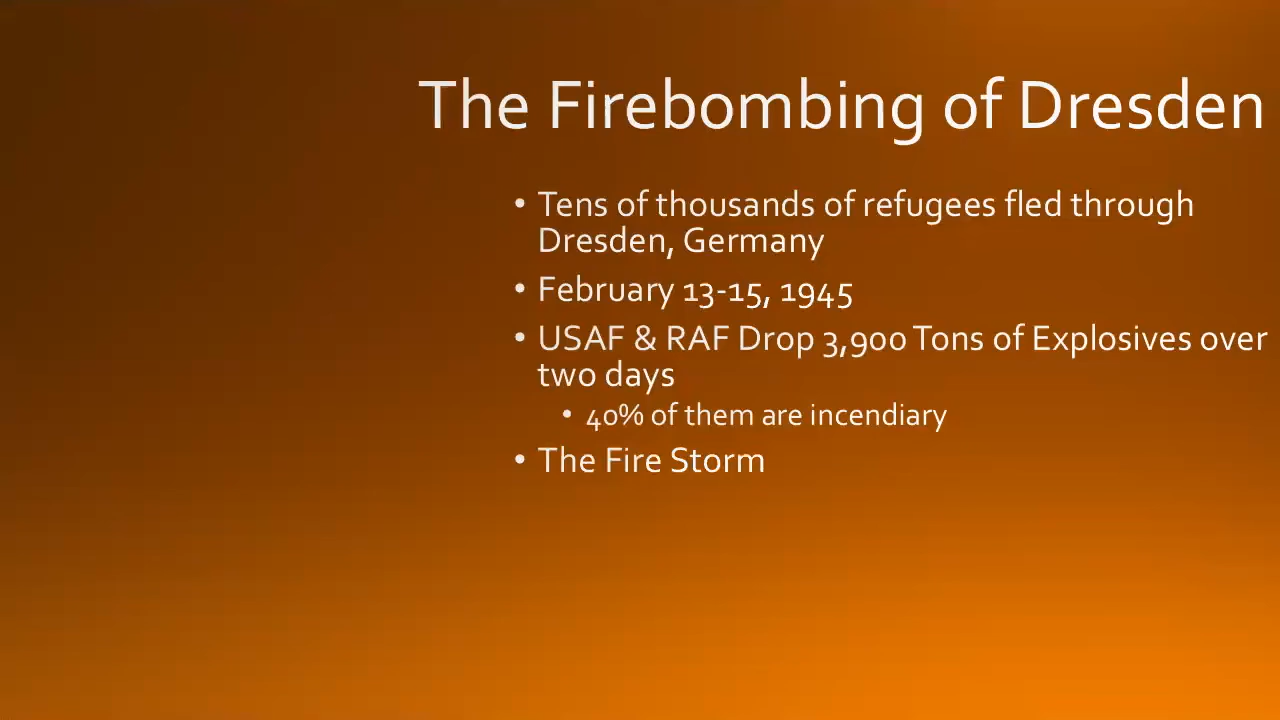 The Firebombing of Dresden
• Tens of thousands of refugees fled through
Dresden, Germany
• February 13-15, 1945
• USAF & RAF Drop 3,900 Tons of Explosives over
two days
• 40% of them are incendiary
• The Fire Storm